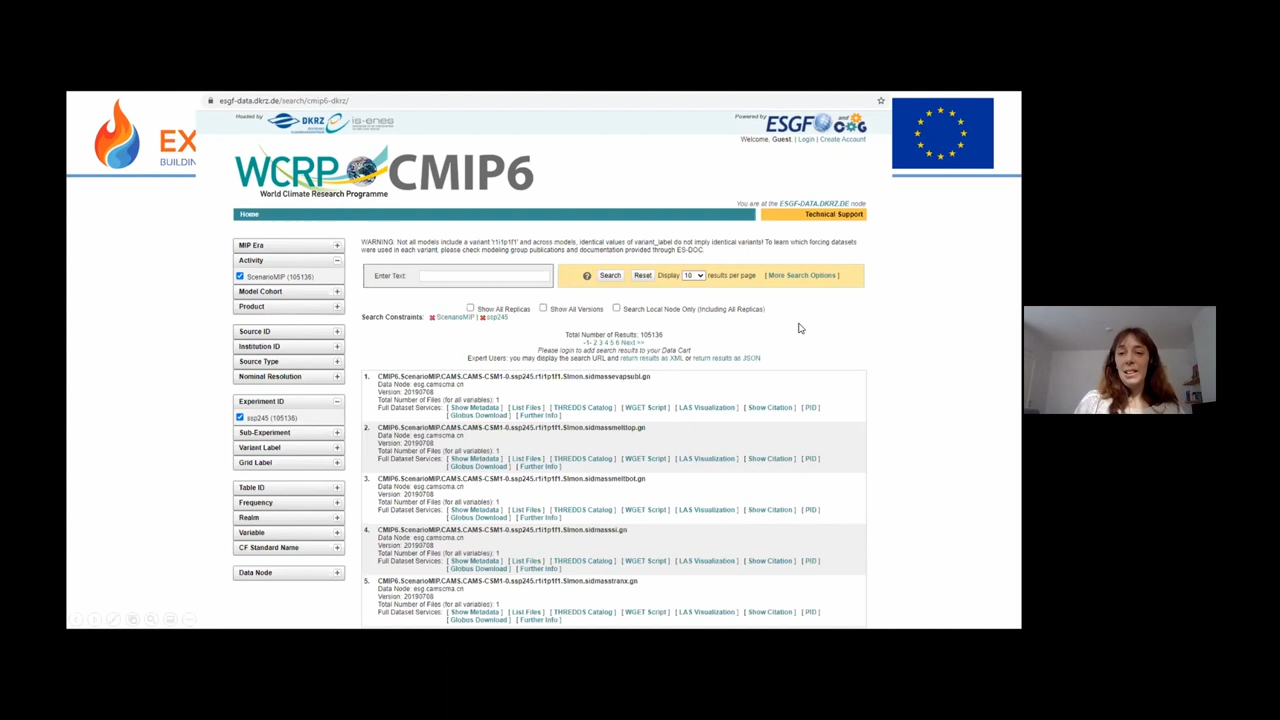 esgf-data.dkrz.de/search/cmip6-dkrz/
EX
BUILDIN
Hosted by
DKRZ
is-enes
Powered by
ESGF and COG
Welcome, Guest. | Login | Create Account
WCRP CMIP6
World Climate Research Programme
You are at the ESGF-DATA.DKRZ.DE node
Home
Technical Support
MIP Era +
Activity −
ScenarioMIP (105136)
Model Cohort +
Product +
Source ID +
Institution ID +
Source Type +
Nominal Resolution +
Experiment ID −
ssp245 (105136)
Sub-Experiment +
Variant Label +
Grid Label +
Table ID +
Frequency +
Realm +
Variable +
CF Standard Name +
Data Node +
WARNING: Not all models include a variant 'r1i1p1f1' and across models, identical values of variant_label do not imply identical variants! To learn which forcing datasets
were used in each variant, please check modeling group publications and documentation provided through ES-DOC.
Enter Text:
? Search Reset Display 10 results per page [ More Search Options ]
Show All Replicas Show All Versions Search Local Node Only (Including All Replicas)
Search Constraints: ScenarioMIP | ssp245
Total Number of Results: 105136
-1- 2 3 4 5 6 Next >>
Please login to add search results to your Data Cart
Expert Users: you may display the search URL and return results as XML or return results as JSON
1. CMIP6.ScenarioMIP.CAMS.CAMS-CSM1-0.ssp245.r1i1p1f1.SImon.sidmassevapsubl.gn
Data Node: esg.camscma.cn
Version: 20190708
Total Number of Files (for all variables): 1
Full Dataset Services: [ Show Metadata ] [ List Files ] [ THREDDS Catalog ] [ WGET Script ] [ LAS Visualization ] [ Show Citation ] [ PID ]
[ Globus Download ] [ Further Info ]
2. CMIP6.ScenarioMIP.CAMS.CAMS-CSM1-0.ssp245.r1i1p1f1.SImon.sidmassmelttop.gn
Data Node: esg.camscma.cn
Version: 20190708
Total Number of Files (for all variables): 1
Full Dataset Services: [ Show Metadata ] [ List Files ] [ THREDDS Catalog ] [ WGET Script ] [ LAS Visualization ] [ Show Citation ] [ PID ]
[ Globus Download ] [ Further Info ]
3. CMIP6.ScenarioMIP.CAMS.CAMS-CSM1-0.ssp245.r1i1p1f1.SImon.sidmassmeltbot.gn
Data Node: esg.camscma.cn
Version: 20190708
Total Number of Files (for all variables): 1
Full Dataset Services: [ Show Metadata ] [ List Files ] [ THREDDS Catalog ] [ WGET Script ] [ LAS Visualization ] [ Show Citation ] [ PID ]
[ Globus Download ] [ Further Info ]
4. CMIP6.ScenarioMIP.CAMS.CAMS-CSM1-0.ssp245.r1i1p1f1.SImon.sidmasssi.gn
Data Node: esg.camscma.cn
Version: 20190708
Total Number of Files (for all variables): 1
Full Dataset Services: [ Show Metadata ] [ List Files ] [ THREDDS Catalog ] [ WGET Script ] [ LAS Visualization ] [ Show Citation ] [ PID ]
[ Globus Download ] [ Further Info ]
5. CMIP6.ScenarioMIP.CAMS.CAMS-CSM1-0.ssp245.r1i1p1f1.SImon.sidmasstranx.gn
Data Node: esg.camscma.cn
Version: 20190708
Total Number of Files (for all variables): 1
Full Dataset Services: [ Show Metadata ] [ List Files ] [ THREDDS Catalog ] [ WGET Script ] [ LAS Visualization ] [ Show Citation ] [ PID ]
[ Globus Download ] [ Further Info ]